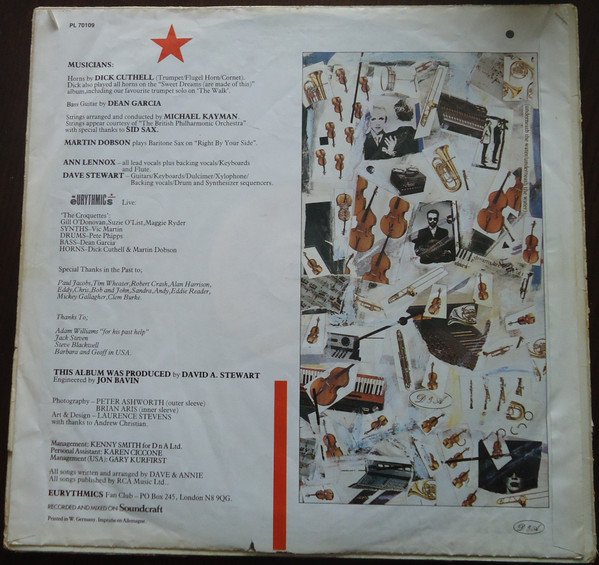 PL 70109
MUSICIANS:
Horns by DICK CUTHELL (Trumpet/Flugel Horn/Cornet).
Dick also played all horns on the "Sweet Dreams (are made of this)"
album, including our favourite trumpet solo on "The Walk".
Bass Guitar by DEAN GARCIA
Strings arranged and conducted by MICHAEL KAYMAN.
Strings appear courtesy of "The British Philharmonic Orchestra"
with special thanks to SID SAX.
MARTIN DOBSON plays Baritone Sax on "Right By Your Side".
ANN LENNOX – all lead vocals plus backing vocals/Keyboards
and Flute.
DAVE STEWART – Guitars/Keyboards/Dulcimer/Xylophone/
Backing vocals/Drum and Synthesizer sequencers.
EURYTHMICS Live:
'The Croquettes':
Gill O'Donovan, Suzie O'List, Maggie Ryder
SYNTHS–Vic Martin
DRUMS–Pete Phipps
BASS–Dean Garcia
HORNS–Dick Cuthell & Martin Dobson
Special Thanks in the Past to;
Paul Jacobs, Tim Wheater, Robert Crash, Alan Harrison,
Eddy, Chris, Bob and John, Sandra, Andy, Eddie Reader,
Mickey Gallagher, Clem Burke.
Thanks To;
Adam Williams "for his past help"
Jack Steven
Steve Blackwell
Barbara and Geaff in USA.
THIS ALBUM WAS PRODUCED by DAVID A. STEWART
Engineered by JON BAVIN
Photography – PETER ASHWORTH (outer sleeve)
BRIAN ARIS (inner sleeve)
Art & Design – LAURENCE STEVENS
with thanks to Andrew Christian.
Management: KENNY SMITH for D n A Ltd.
Personal Assistant: KAREN CICCONE
Management (USA): GARY KURFIRST
All songs written and arranged by DAVE & ANNIE
All songs published by RCA Music Ltd.
EURYTHMICS Fan Club – PO Box 245, London N8 9QG.
RECORDED AND MIXED ON Soundcraft
Printed in W. Germany. Imprimé en Allemagne.